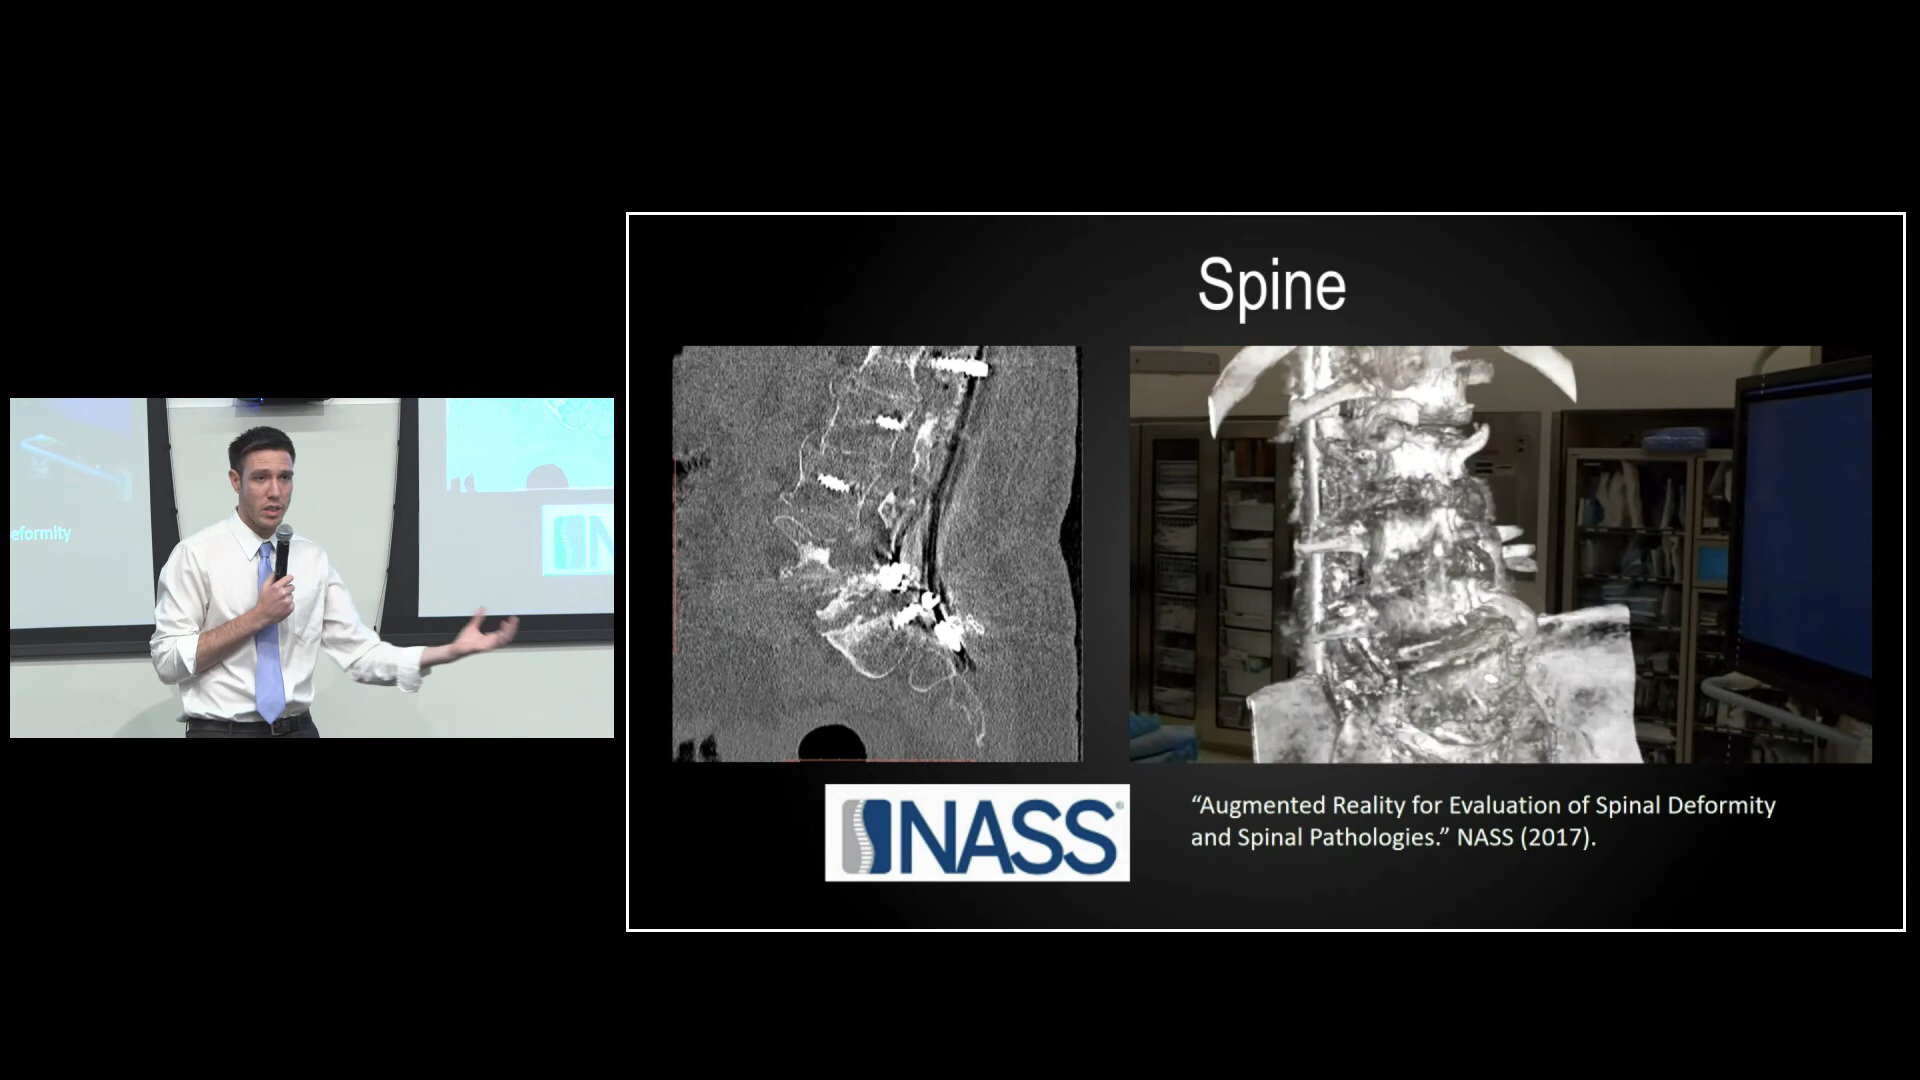 eformity
N
Spine
NASS®
“Augmented Reality for Evaluation of Spinal Deformity
and Spinal Pathologies.” NASS (2017).